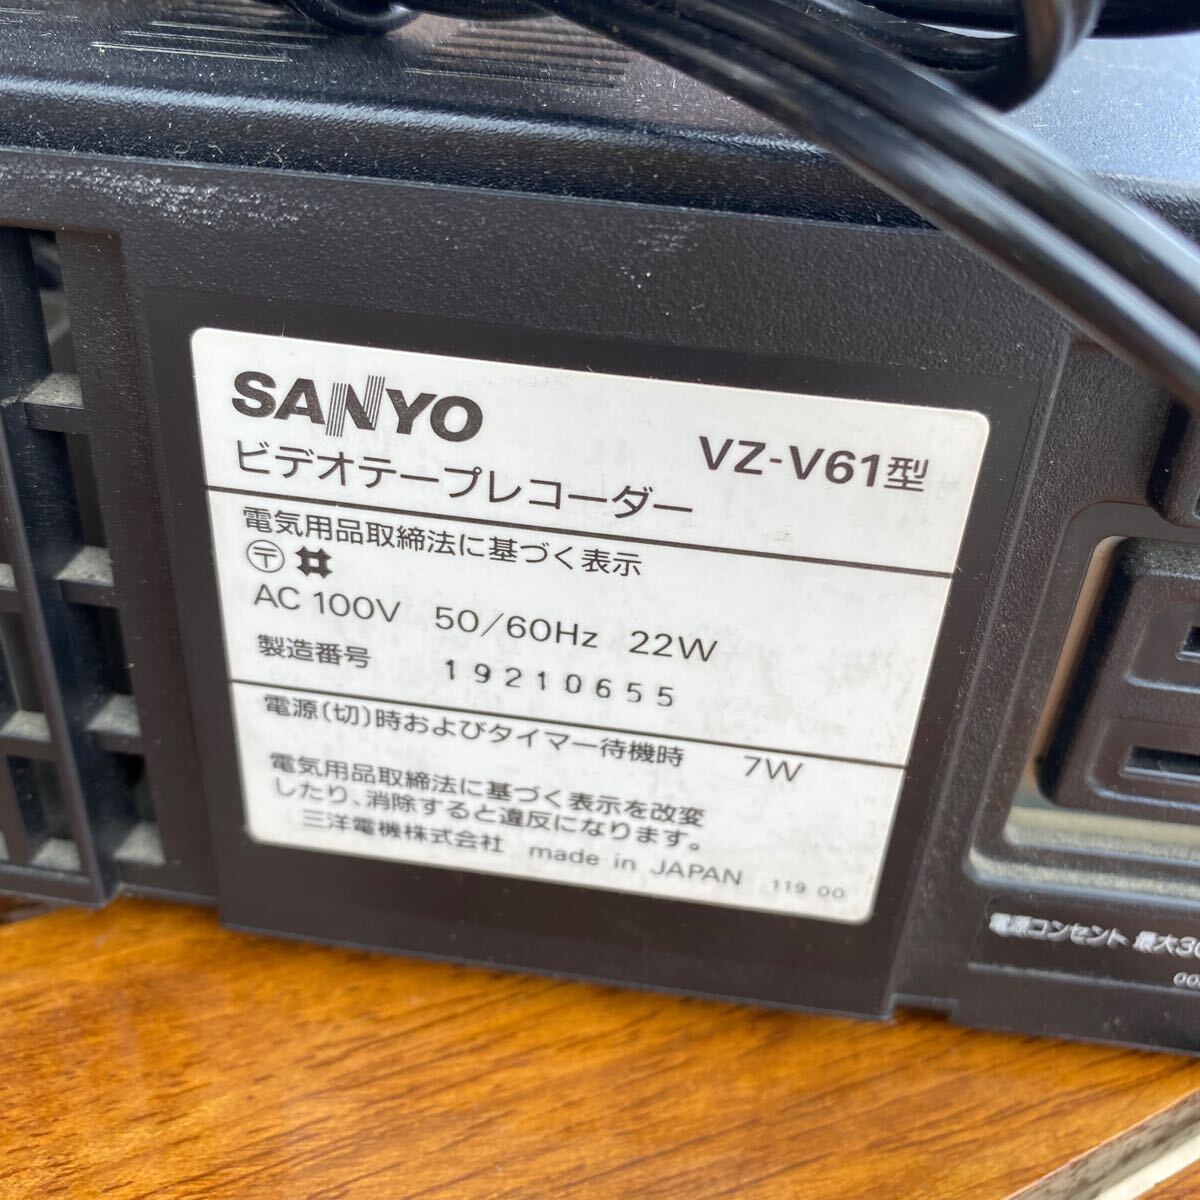 SANYO
ビデオテープレコーダー VZ-V61型
電気用品取締法に基づく表示
〒
AC 100V 50/60Hz 22W
製造番号 19210655
電源(切)時およびタイマー待機時 7W
電気用品取締法に基づく表示を改変
したり、消除すると違反になります。
三洋電機株式会社 made in JAPAN 119 00
電源コンセント 最大